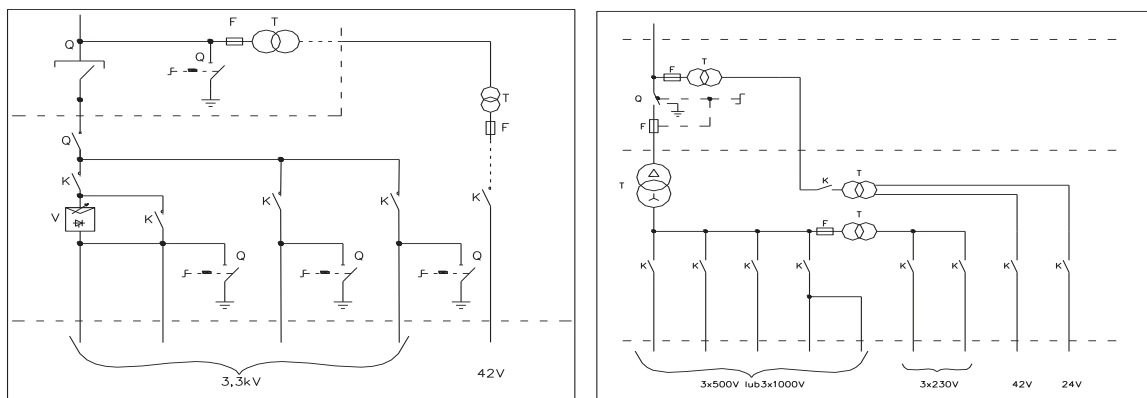 F T
Q
Q
T
F
Q
K
K K K
V
Q Q Q
3,3kV
42V
F T
Q
F
T
K T
F T
K K K K K K K K
3x500V lub3x1000V 3x230V 42V 24V